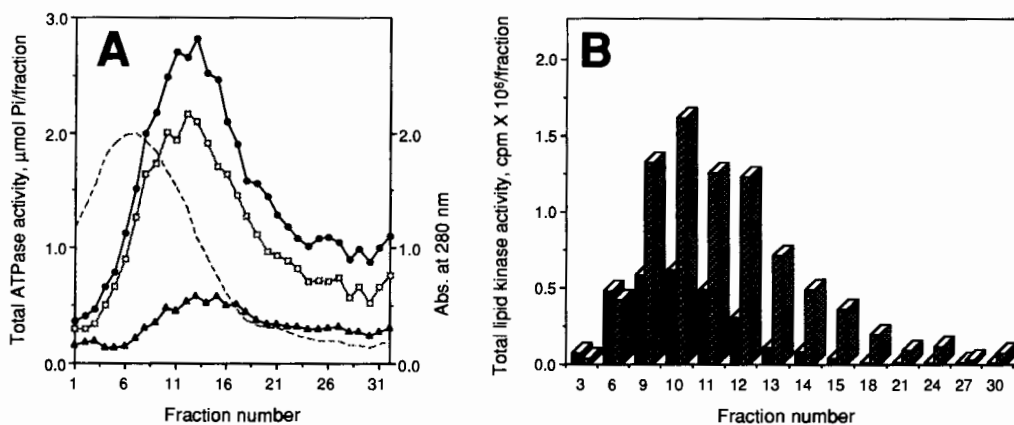 A
Total ATPase activity, μmol Pi/fraction
3.0
2.0
1.0
0.0
2.0
1.0
0.0
Abs. at 280 nm
1 6 11 16 21 26 31
Fraction number
B
Total lipid kinase activity, cpm X 10⁶/fraction
2.0
1.5
1.0
0.5
0.0
3 6 9 10 11 12 13 14 15 18 21 24 27 30
Fraction number